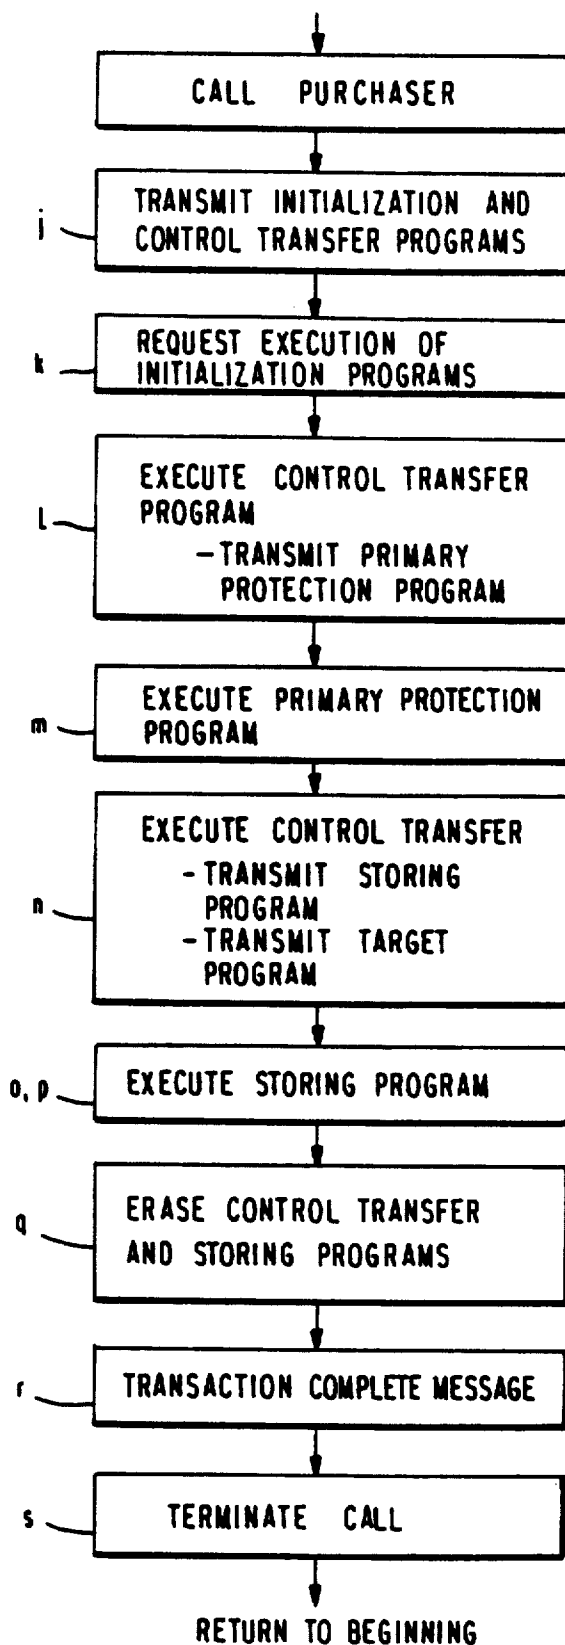 CALL PURCHASER
j
TRANSMIT INITIALIZATION AND
CONTROL TRANSFER PROGRAMS
k
REQUEST EXECUTION OF
INITIALIZATION PROGRAMS
L
EXECUTE CONTROL TRANSFER
PROGRAM
-TRANSMIT PRIMARY
PROTECTION PROGRAM
m
EXECUTE PRIMARY PROTECTION
PROGRAM
n
EXECUTE CONTROL TRANSFER
-TRANSMIT STORING
PROGRAM
-TRANSMIT TARGET
PROGRAM
o, p
EXECUTE STORING PROGRAM
q
ERASE CONTROL TRANSFER
AND STORING PROGRAMS
r
TRANSACTION COMPLETE MESSAGE
s
TERMINATE CALL
RETURN TO BEGINNING